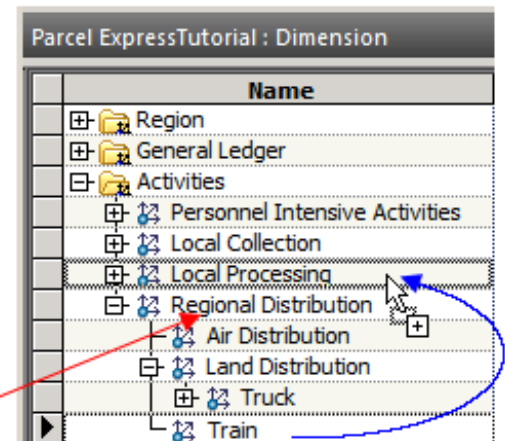 Parcel ExpressTutorial : Dimension
Name
Region
General Ledger
Activities
Personnel Intensive Activities
Local Collection
Local Processing
Regional Distribution
Air Distribution
Land Distribution
Truck
Train